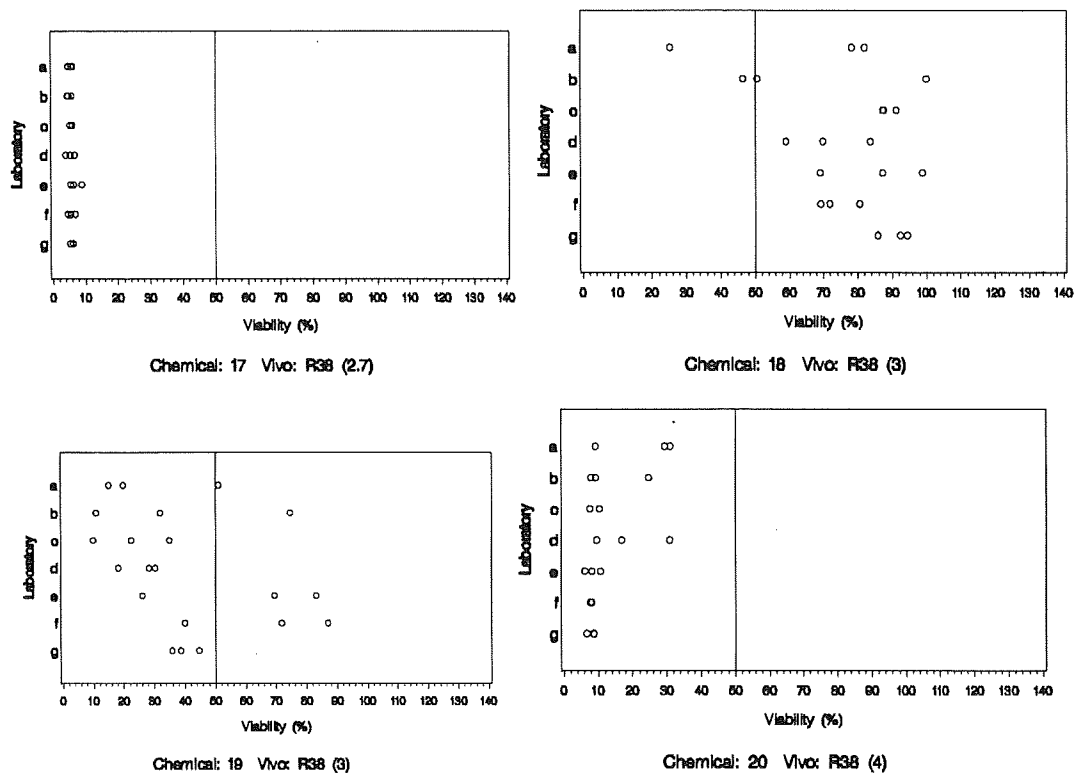 Laboratory
a
b
c
d
e
f
g
0 10 20 30 40 50 60 70 80 90 100 110 120 130 140
Viability (%)
Chemical: 17 Vivo: R38 (2.7)
Laboratory
a
b
c
d
e
f
g
0 10 20 30 40 50 60 70 80 90 100 110 120 130 140
Viability (%)
Chemical: 18 Vivo: R38 (3)
Laboratory
a
b
c
d
e
f
g
0 10 20 30 40 50 60 70 80 90 100 110 120 130 140
Viability (%)
Chemical: 19 Vivo: R38 (3)
Laboratory
a
b
c
d
e
f
g
0 10 20 30 40 50 60 70 80 90 100 110 120 130 140
Viability (%)
Chemical: 20 Vivo: R38 (4)